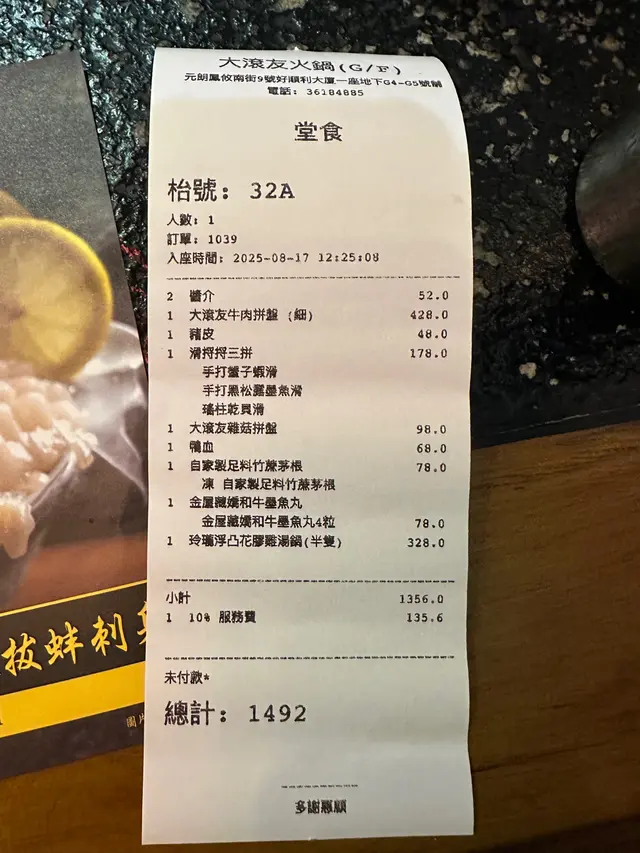 大滾友火鍋(G/F)
元朗鳳攸南街9號好順利大廈一座地下G4-G5號舖
電話: 36184885
堂食
枱號: 32A
人數: 1
訂單: 1039
入座時間: 2025-08-17 12:25:08
2 醬介 52.0
1 大滾友牛肉拼盤 (細) 428.0
1 豬皮 48.0
1 滑捋捋三拼 178.0
手打蟹子蝦滑
手打黑松露墨魚滑
瑤柱乾貝滑
1 大滾友雜菇拼盤 98.0
1 鴨血 68.0
1 自家製足料竹蔗茅根 78.0
凍 自家製足料竹蔗茅根
1 金屋藏嬌和牛墨魚丸
金屋藏嬌和牛墨魚丸4粒 78.0
1 玲瓏浮凸花膠雞湯鍋(半隻) 328.0
小計 1356.0
1 10% 服務費 135.6
未付款*
總計: 1492
多謝惠顧
拔蚌刺身
圖片